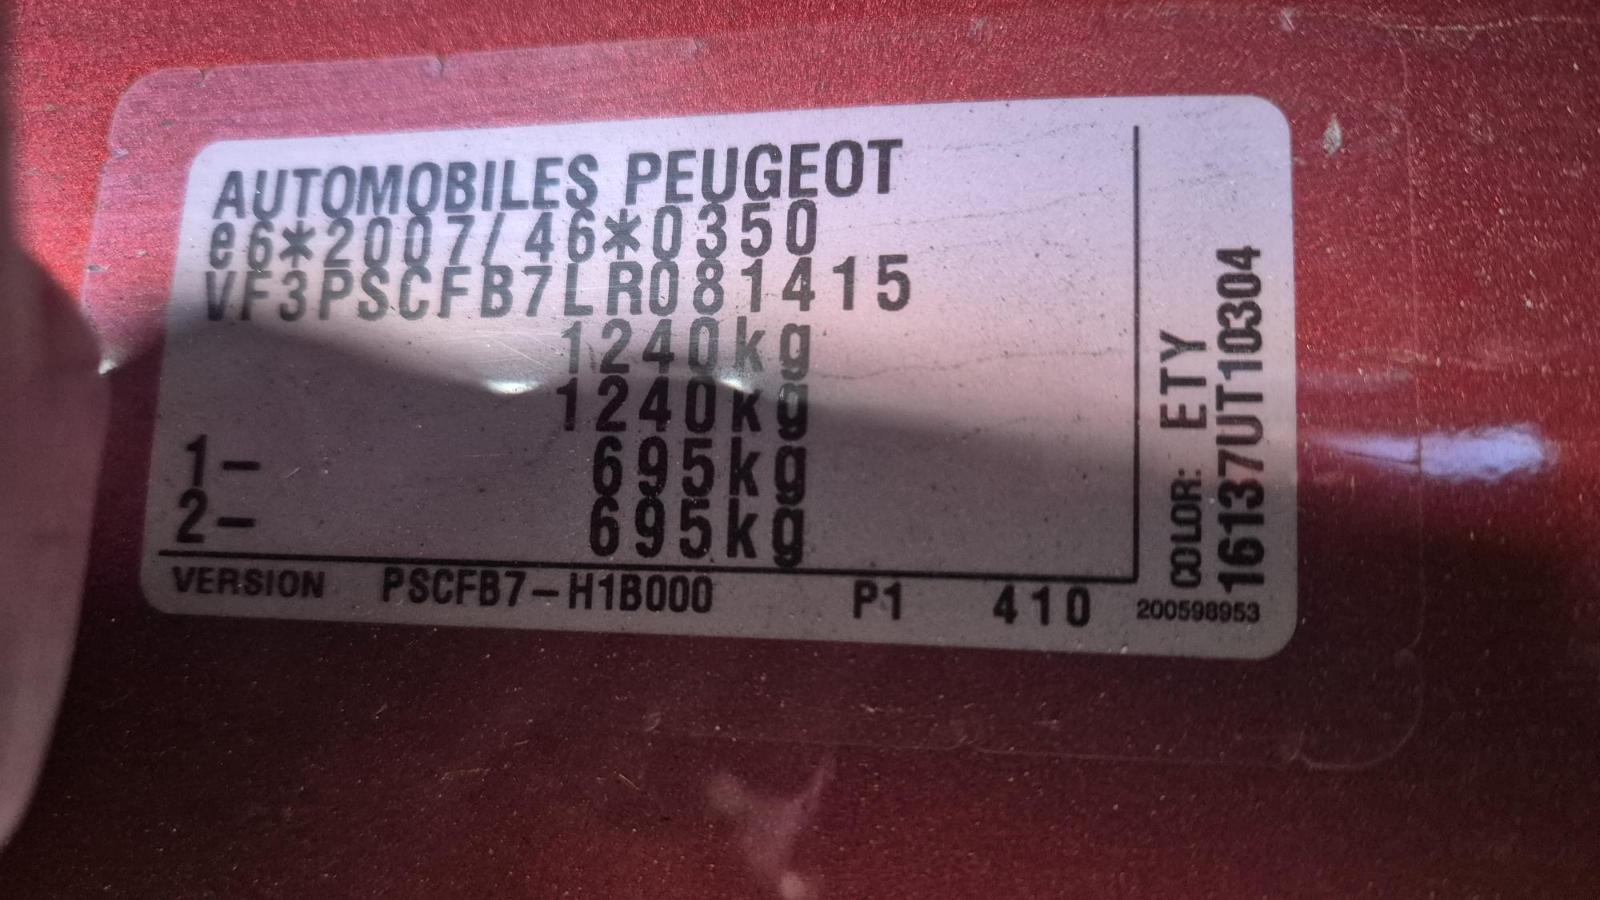 AUTOMOBILES PEUGEOT
e6*2007/46*0350
VF3PSCFB7LR081415
1240kg
1240kg
1- 695kg
2- 695kg
VERSION PSCFB7-H1B000 P1 410
COLOR: ETY
16137UT10304
200598953